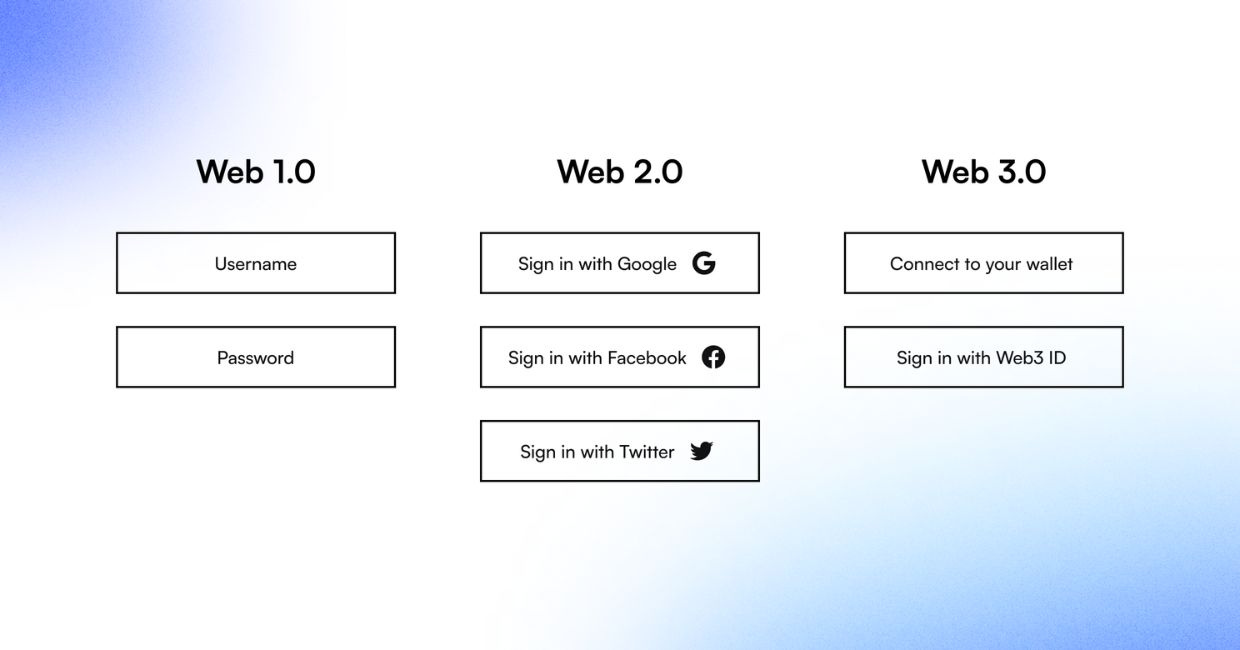 Web 1.0
Username
Password
Web 2.0
Sign in with Google
Sign in with Facebook
Sign in with Twitter
Web 3.0
Connect to your wallet
Sign in with Web3 ID